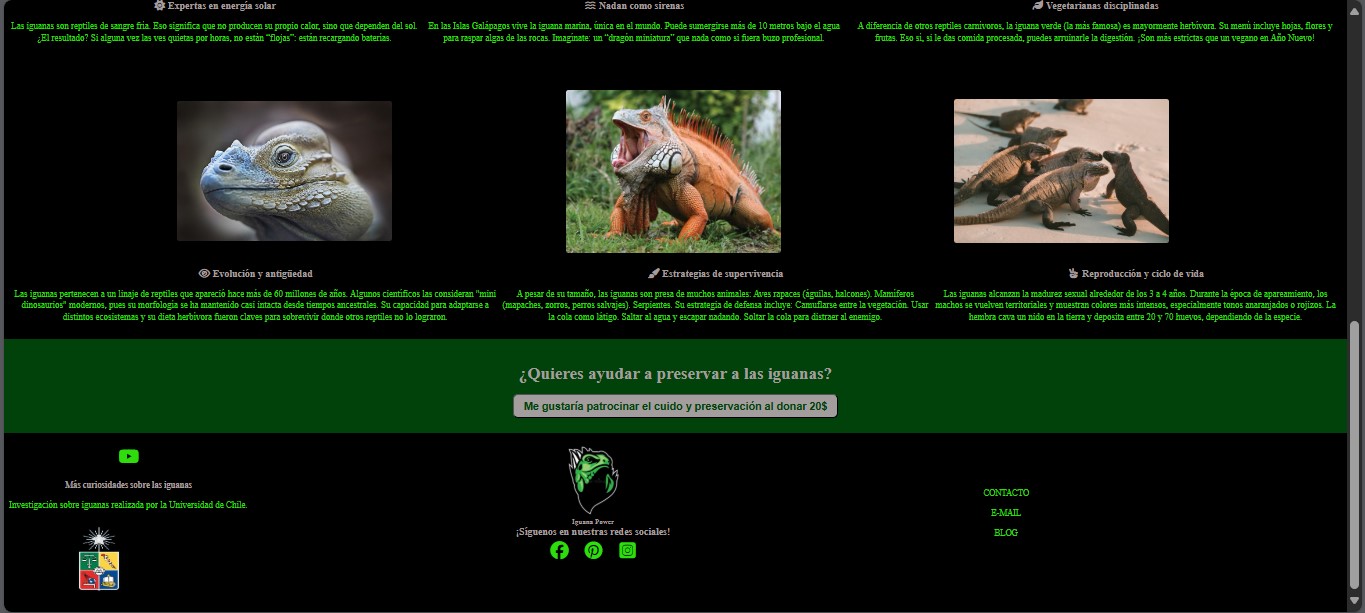 Expertas en energía solar
Las iguanas son reptiles de sangre fría. Eso significa que no producen su propio calor, sino que dependen del sol.
¿El resultado? Si alguna vez las ves quietas por horas, no están “flojas”: están recargando baterías.
Nadan como sirenas
En las Islas Galápagos vive la iguana marina, única en el mundo. Puede sumergirse más de 10 metros bajo el agua
para raspar algas de las rocas. Imagínate: un “dragón miniatura” que nada como si fuera buzo profesional.
Vegetarianas disciplinadas
A diferencia de otros reptiles carnívoros, la iguana verde (la más famosa) es mayormente herbívora. Su menú incluye hojas, flores y
frutas. Eso sí, si le das comida procesada, puedes arruinarle la digestión. ¡Son más estrictas que un vegano en Año Nuevo!
Evolución y antigüedad
Las iguanas pertenecen a un linaje de reptiles que apareció hace más de 60 millones de años. Algunos científicos las consideran "mini
dinosaurios" modernos, pues su morfología se ha mantenido casi intacta desde tiempos ancestrales. Su capacidad para adaptarse a
distintos ecosistemas y su dieta herbívora fueron claves para sobrevivir donde otros reptiles no lo lograron.
Estrategias de supervivencia
A pesar de su tamaño, las iguanas son presa de muchos animales: Aves rapaces (águilas, halcones). Mamíferos
(mapaches, zorros, perros salvajes). Serpientes. Su estrategia de defensa incluye: Camuflarse entre la vegetación. Usar
la cola como látigo. Saltar al agua y escapar nadando. Soltar la cola para distraer al enemigo.
Reproducción y ciclo de vida
Las iguanas alcanzan la madurez sexual alrededor de los 3 a 4 años. Durante la época de apareamiento, los
machos se vuelven territoriales y muestran colores más intensos, especialmente tonos anaranjados o rojizos. La
hembra cava un nido en la tierra y deposita entre 20 y 70 huevos, dependiendo de la especie.
¿Quieres ayudar a preservar a las iguanas?
Me gustaría patrocinar el cuido y preservación al donar 20$
Más curiosidades sobre las iguanas
Investigación sobre iguanas realizada por la Universidad de Chile.
Iguana Power
¡Síguenos en nuestras redes sociales!
CONTACTO
E-MAIL
BLOG